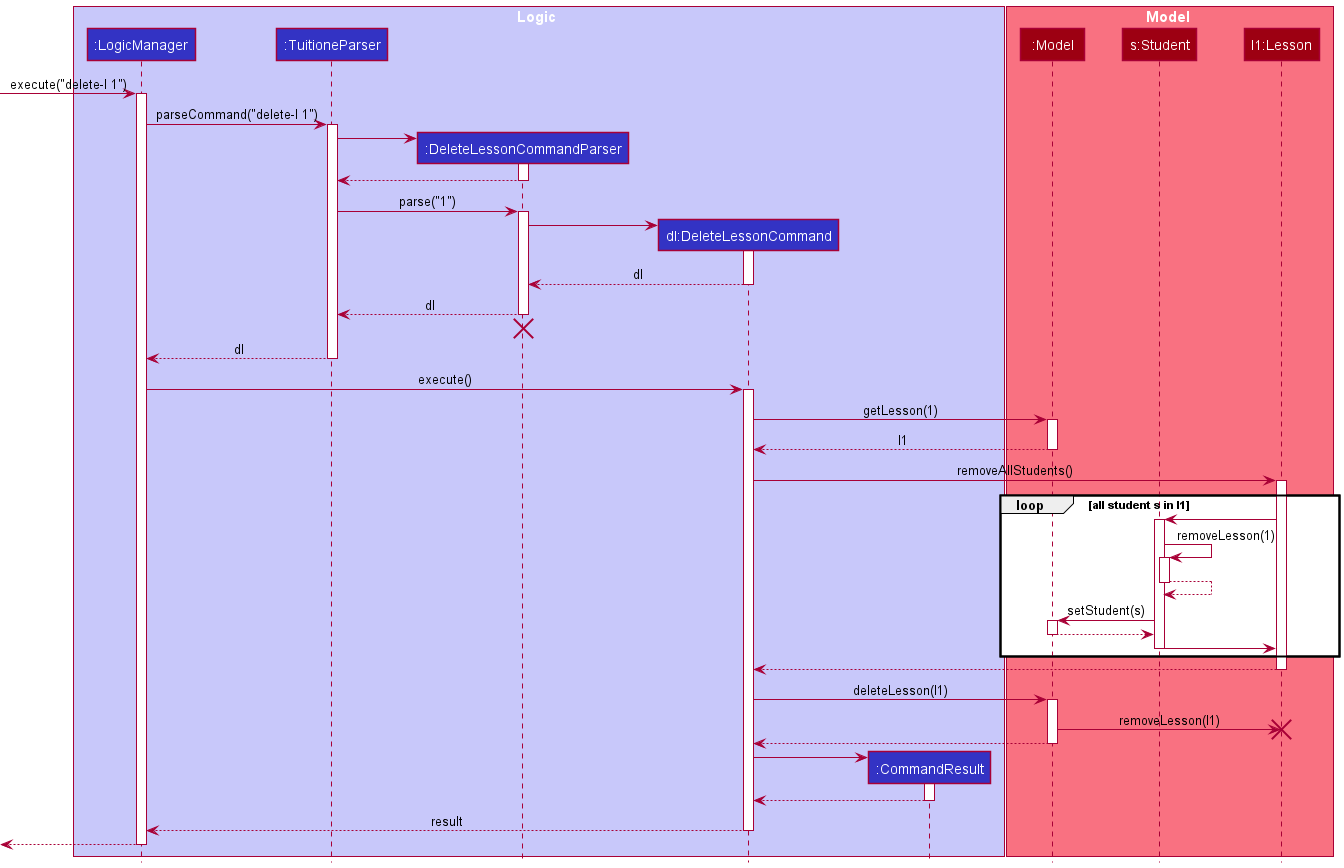 Logic
Model
:LogicManager
:TuitioneParser
:Model
s:Student
l1:Lesson
execute("delete-l 1")
parseCommand("delete-l 1")
:DeleteLessonCommandParser
parse("1")
dl:DeleteLessonCommand
dl
dl
dl
execute()
getLesson(1)
l1
removeAllStudents()
loop
[all student s in l1]
removeLesson(1)
setStudent(s)
deleteLesson(l1)
removeLesson(l1)
:CommandResult
result